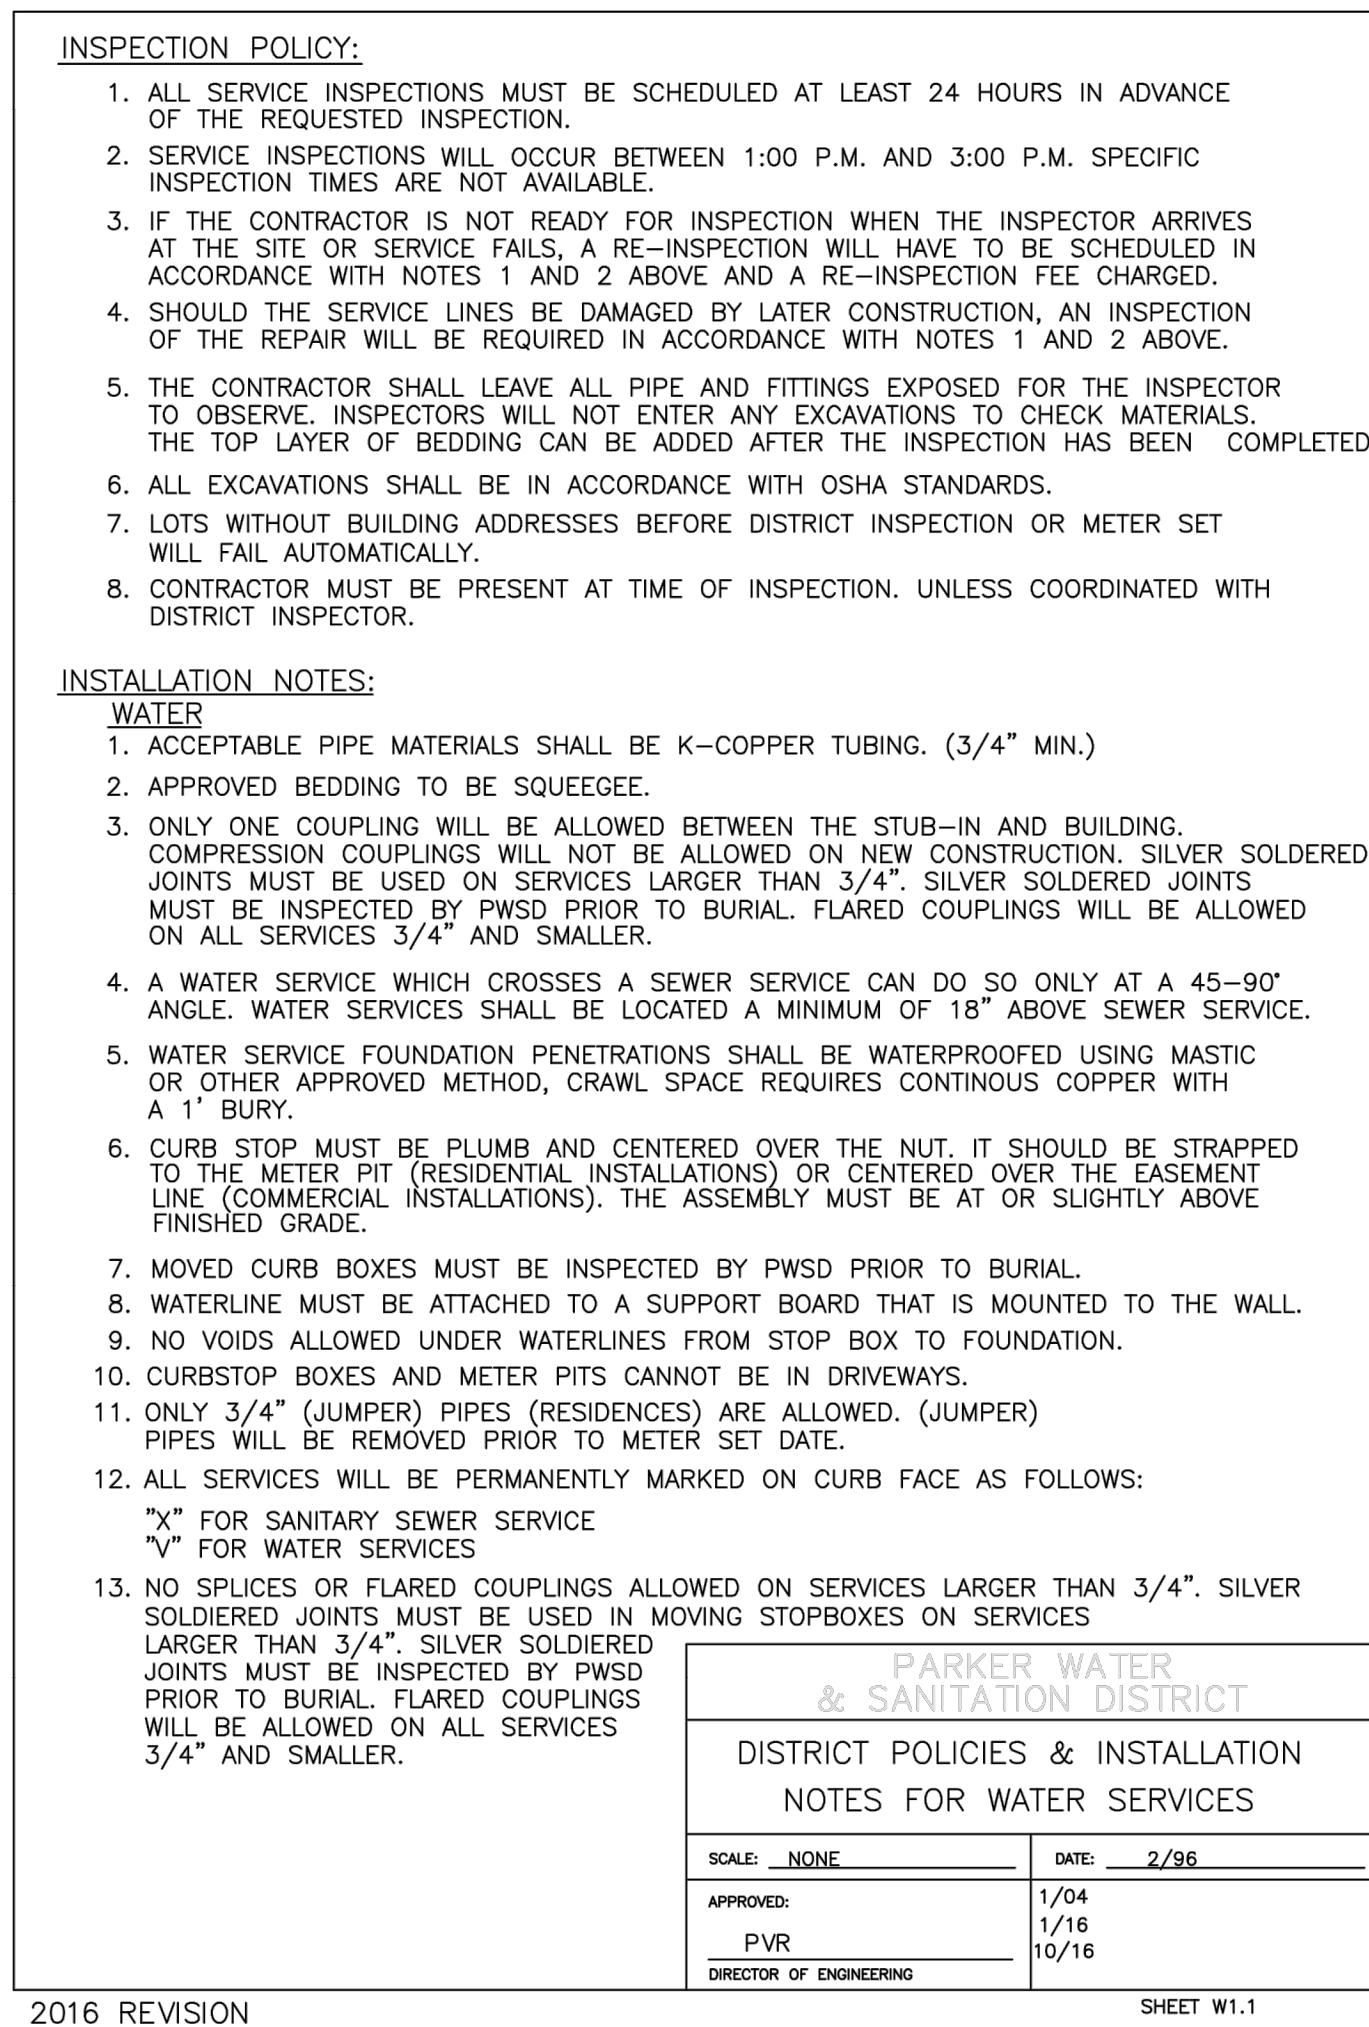 INSPECTION POLICY:
1. ALL SERVICE INSPECTIONS MUST BE SCHEDULED AT LEAST 24 HOURS IN ADVANCE
OF THE REQUESTED INSPECTION.
2. SERVICE INSPECTIONS WILL OCCUR BETWEEN 1:00 P.M. AND 3:00 P.M. SPECIFIC
INSPECTION TIMES ARE NOT AVAILABLE.
3. IF THE CONTRACTOR IS NOT READY FOR INSPECTION WHEN THE INSPECTOR ARRIVES
AT THE SITE OR SERVICE FAILS, A RE-INSPECTION WILL HAVE TO BE SCHEDULED IN
ACCORDANCE WITH NOTES 1 AND 2 ABOVE AND A RE-INSPECTION FEE CHARGED.
4. SHOULD THE SERVICE LINES BE DAMAGED BY LATER CONSTRUCTION, AN INSPECTION
OF THE REPAIR WILL BE REQUIRED IN ACCORDANCE WITH NOTES 1 AND 2 ABOVE.
5. THE CONTRACTOR SHALL LEAVE ALL PIPE AND FITTINGS EXPOSED FOR THE INSPECTOR
TO OBSERVE. INSPECTORS WILL NOT ENTER ANY EXCAVATIONS TO CHECK MATERIALS.
THE TOP LAYER OF BEDDING CAN BE ADDED AFTER THE INSPECTION HAS BEEN COMPLETED
6. ALL EXCAVATIONS SHALL BE IN ACCORDANCE WITH OSHA STANDARDS.
7. LOTS WITHOUT BUILDING ADDRESSES BEFORE DISTRICT INSPECTION OR METER SET
WILL FAIL AUTOMATICALLY.
8. CONTRACTOR MUST BE PRESENT AT TIME OF INSPECTION. UNLESS COORDINATED WITH
DISTRICT INSPECTOR.
INSTALLATION NOTES:
WATER
1. ACCEPTABLE PIPE MATERIALS SHALL BE K-COPPER TUBING. (3/4" MIN.)
2. APPROVED BEDDING TO BE SQUEEGEE.
3. ONLY ONE COUPLING WILL BE ALLOWED BETWEEN THE STUB-IN AND BUILDING.
COMPRESSION COUPLINGS WILL NOT BE ALLOWED ON NEW CONSTRUCTION. SILVER SOLDERED
JOINTS MUST BE USED ON SERVICES LARGER THAN 3/4". SILVER SOLDERED JOINTS
MUST BE INSPECTED BY PWSD PRIOR TO BURIAL. FLARED COUPLINGS WILL BE ALLOWED
ON ALL SERVICES 3/4" AND SMALLER.
4. A WATER SERVICE WHICH CROSSES A SEWER SERVICE CAN DO SO ONLY AT A 45-90°
ANGLE. WATER SERVICES SHALL BE LOCATED A MINIMUM OF 18" ABOVE SEWER SERVICE.
5. WATER SERVICE FOUNDATION PENETRATIONS SHALL BE WATERPROOFED USING MASTIC
OR OTHER APPROVED METHOD, CRAWL SPACE REQUIRES CONTINOUS COPPER WITH
A 1' BURY.
6. CURB STOP MUST BE PLUMB AND CENTERED OVER THE NUT. IT SHOULD BE STRAPPED
TO THE METER PIT (RESIDENTIAL INSTALLATIONS) OR CENTERED OVER THE EASEMENT
LINE (COMMERCIAL INSTALLATIONS). THE ASSEMBLY MUST BE AT OR SLIGHTLY ABOVE
FINISHED GRADE.
7. MOVED CURB BOXES MUST BE INSPECTED BY PWSD PRIOR TO BURIAL.
8. WATERLINE MUST BE ATTACHED TO A SUPPORT BOARD THAT IS MOUNTED TO THE WALL.
9. NO VOIDS ALLOWED UNDER WATERLINES FROM STOP BOX TO FOUNDATION.
10. CURBSTOP BOXES AND METER PITS CANNOT BE IN DRIVEWAYS.
11. ONLY 3/4" (JUMPER) PIPES (RESIDENCES) ARE ALLOWED. (JUMPER)
PIPES WILL BE REMOVED PRIOR TO METER SET DATE.
12. ALL SERVICES WILL BE PERMANENTLY MARKED ON CURB FACE AS FOLLOWS:
"X" FOR SANITARY SEWER SERVICE
"V" FOR WATER SERVICES
13. NO SPLICES OR FLARED COUPLINGS ALLOWED ON SERVICES LARGER THAN 3/4". SILVER
SOLDIERED JOINTS MUST BE USED IN MOVING STOPBOXES ON SERVICES
LARGER THAN 3/4". SILVER SOLDIERED
JOINTS MUST BE INSPECTED BY PWSD
PRIOR TO BURIAL. FLARED COUPLINGS
WILL BE ALLOWED ON ALL SERVICES
3/4" AND SMALLER.
PARKER WATER
& SANITATION DISTRICT
DISTRICT POLICIES & INSTALLATION
NOTES FOR WATER SERVICES
SCALE: NONE
DATE: 2/96
APPROVED:
PVR
DIRECTOR OF ENGINEERING
1/04
1/16
10/16
2016 REVISION
SHEET W1.1